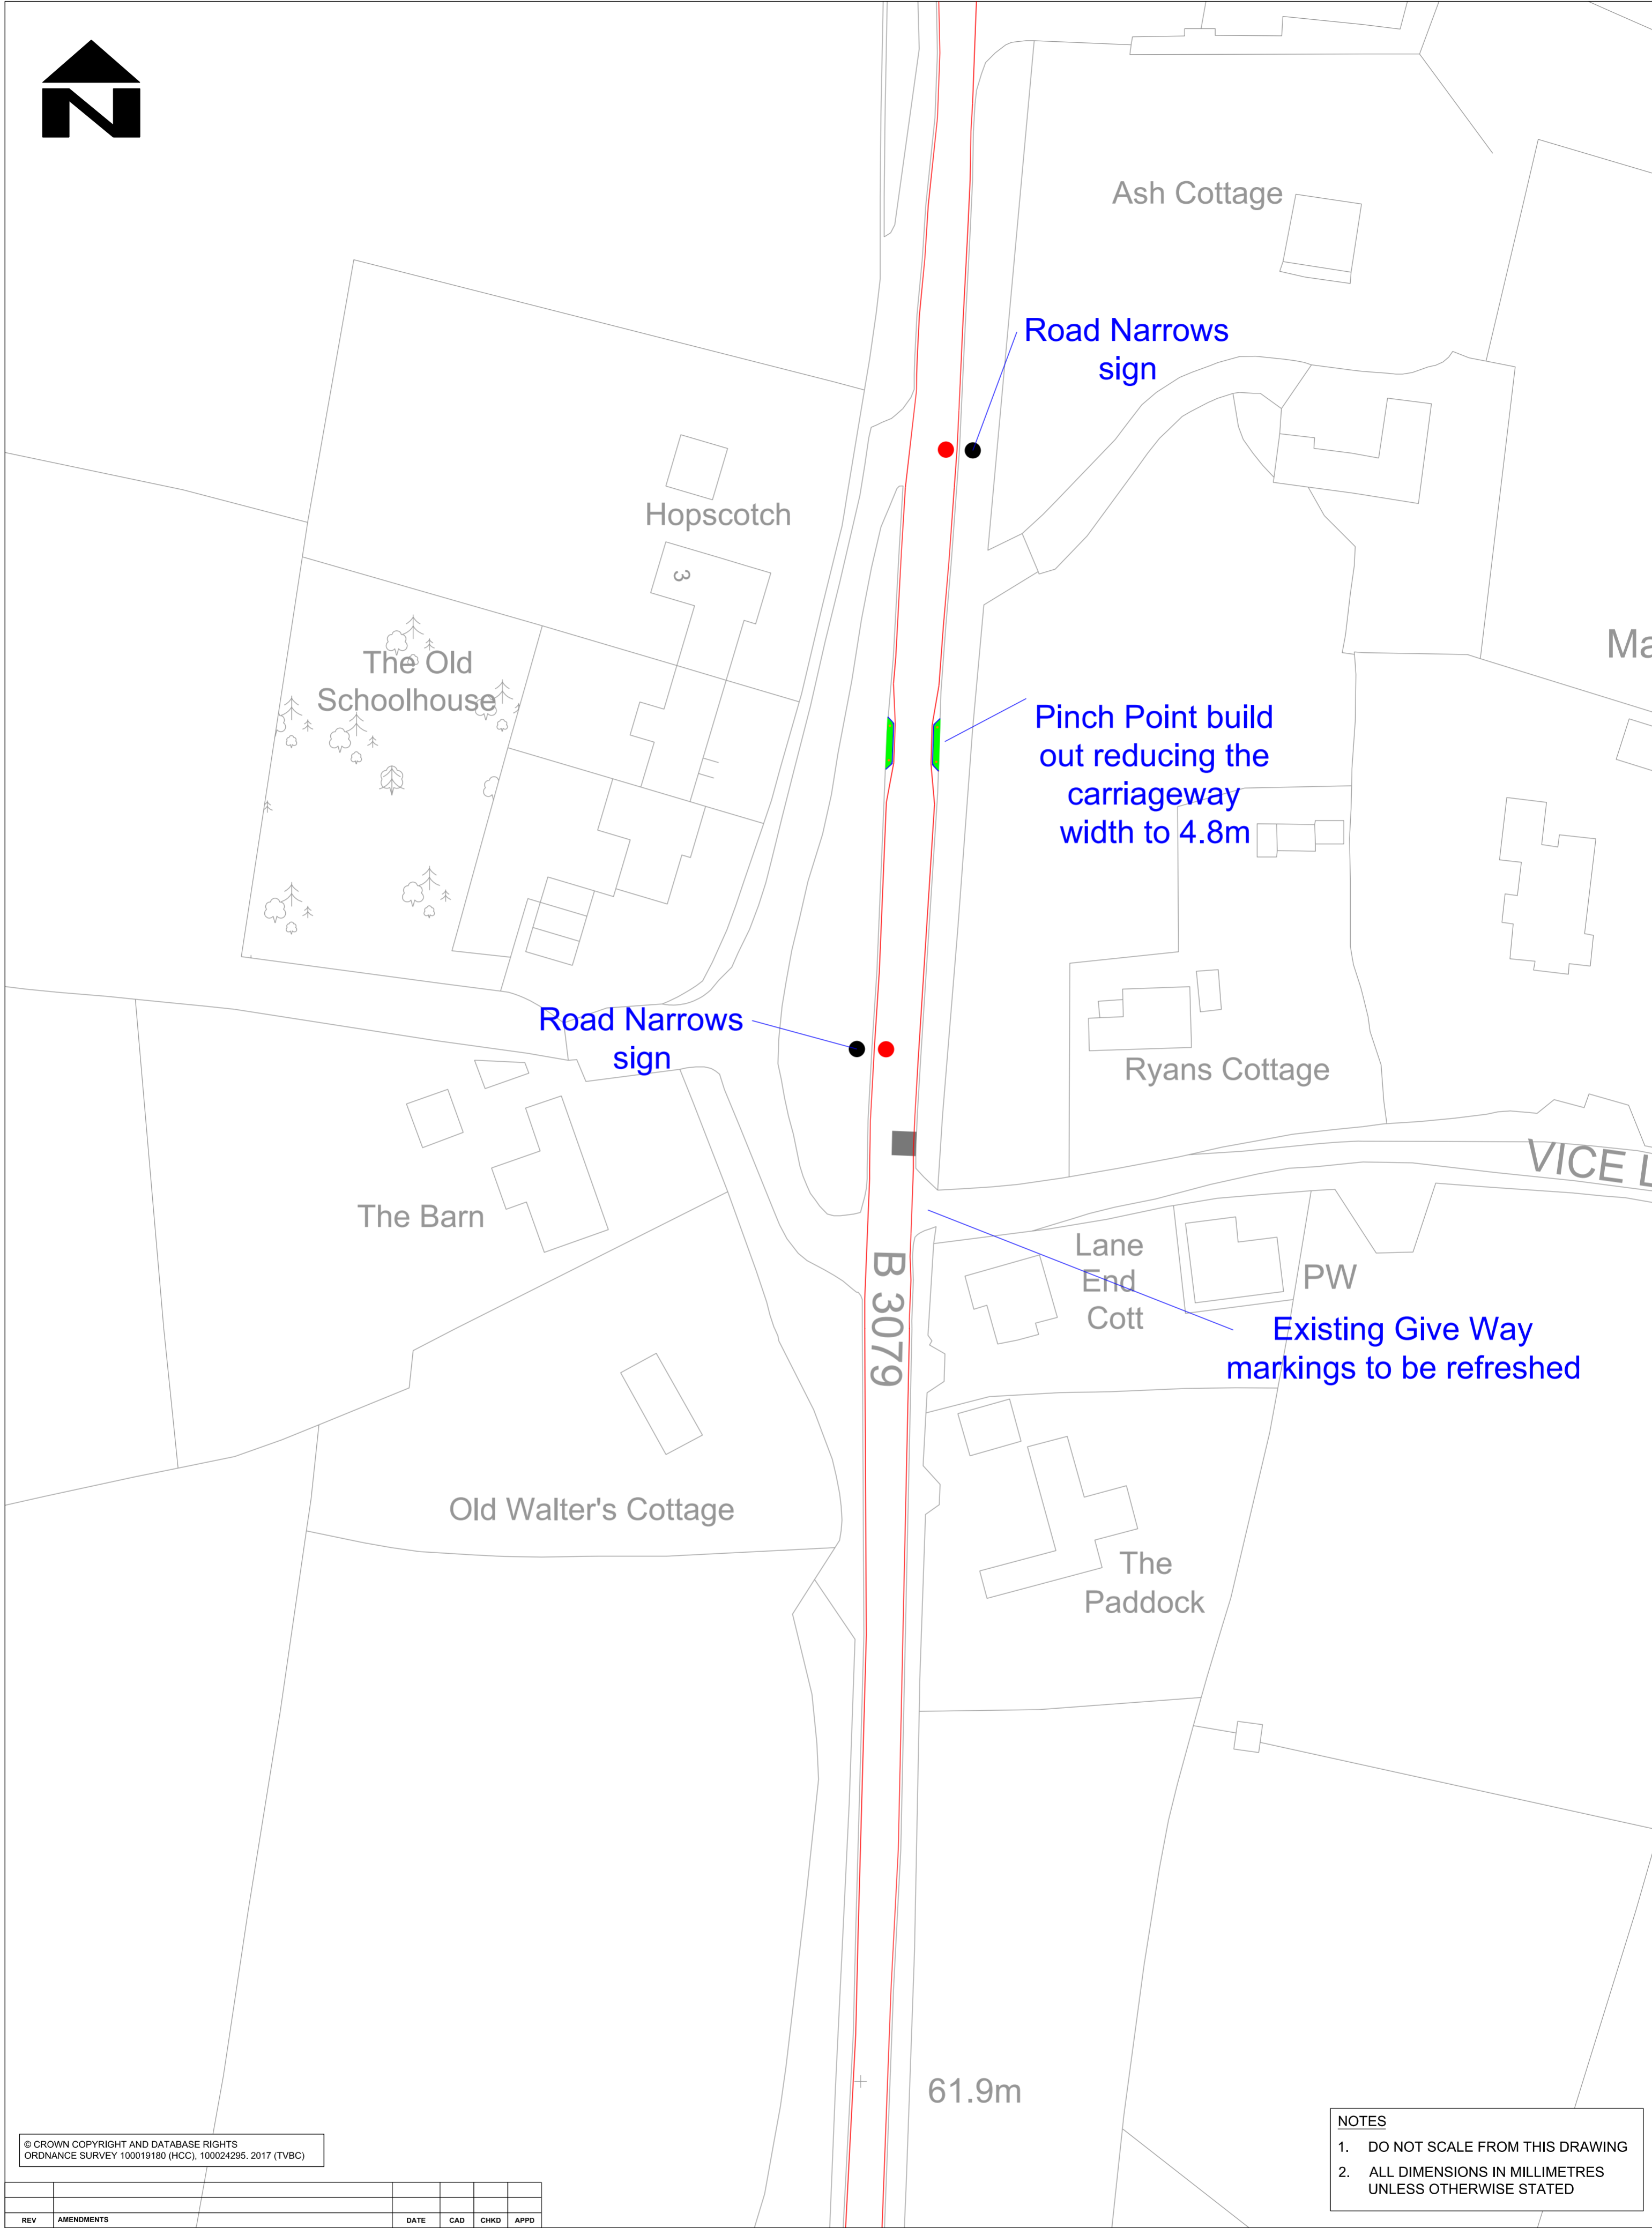 N
Ash Cottage
Road Narrows
sign
Hopscotch
3
The Old
Schoolhouse
Ma
Pinch Point build
out reducing the
carriageway
width to 4.8m
Road Narrows
sign
Ryans Cottage
VICE L
The Barn
Lane
End
Cott
PW
B 3079
Existing Give Way
markings to be refreshed
Old Walter's Cottage
The
Paddock
61.9m
© CROWN COPYRIGHT AND DATABASE RIGHTS
ORDNANCE SURVEY 100019180 (HCC), 100024295. 2017 (TVBC)
NOTES
1. DO NOT SCALE FROM THIS DRAWING
2. ALL DIMENSIONS IN MILLIMETRES
UNLESS OTHERWISE STATED
REV AMENDMENTS DATE CAD CHKD APPD